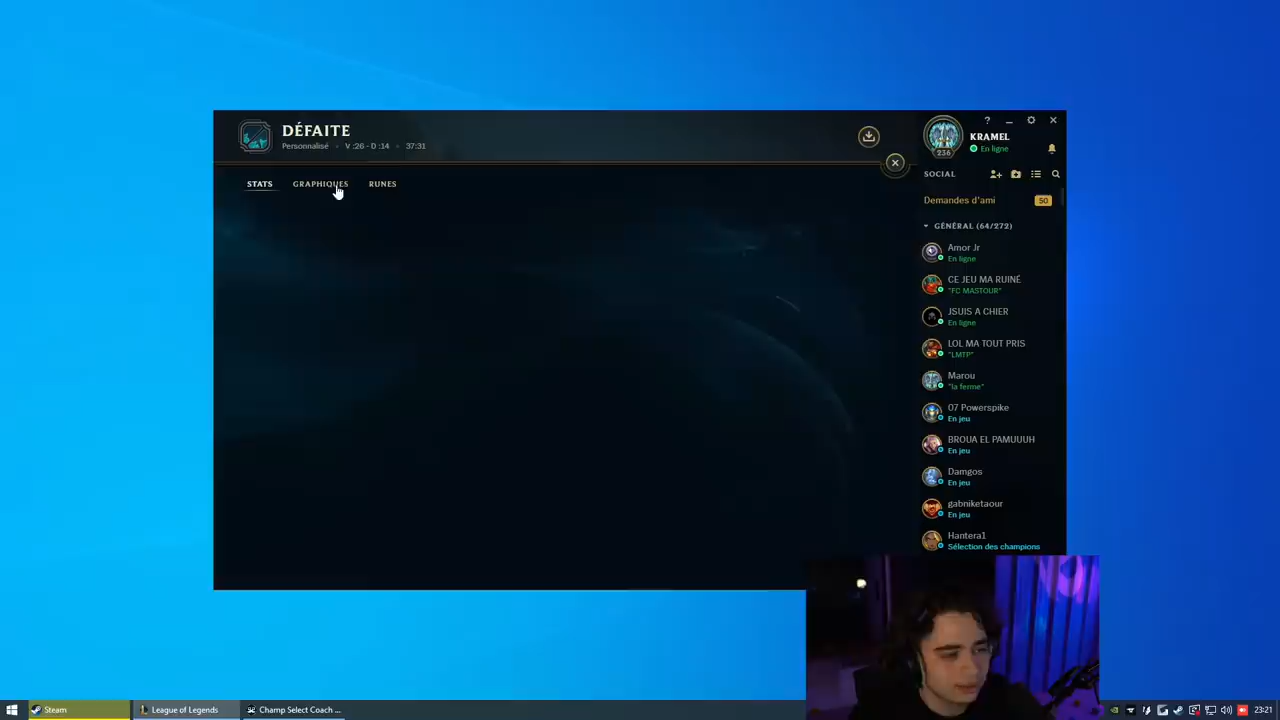 DÉFAITE
Personnalisé • V :26 - D :14 • 37:31
STATS GRAPHIQUES RUNES
?
KRAMEL
236
En ligne
SOCIAL
Demandes d'ami 50
GÉNÉRAL (64/272)
Amor Jr
En ligne
CE JEU MA RUINÉ
"FC MASTOUR"
JSUIS A CHIER
En ligne
LOL MA TOUT PRIS
"LMTP"
Marou
"la ferme"
07 Powerspike
En jeu
BROUA EL PAMUUUH
En jeu
Damgos
En jeu
gabniketaour
En jeu
Hantera1
Sélection des champions
Steam League of Legends Champ Select Coach ... 23:21